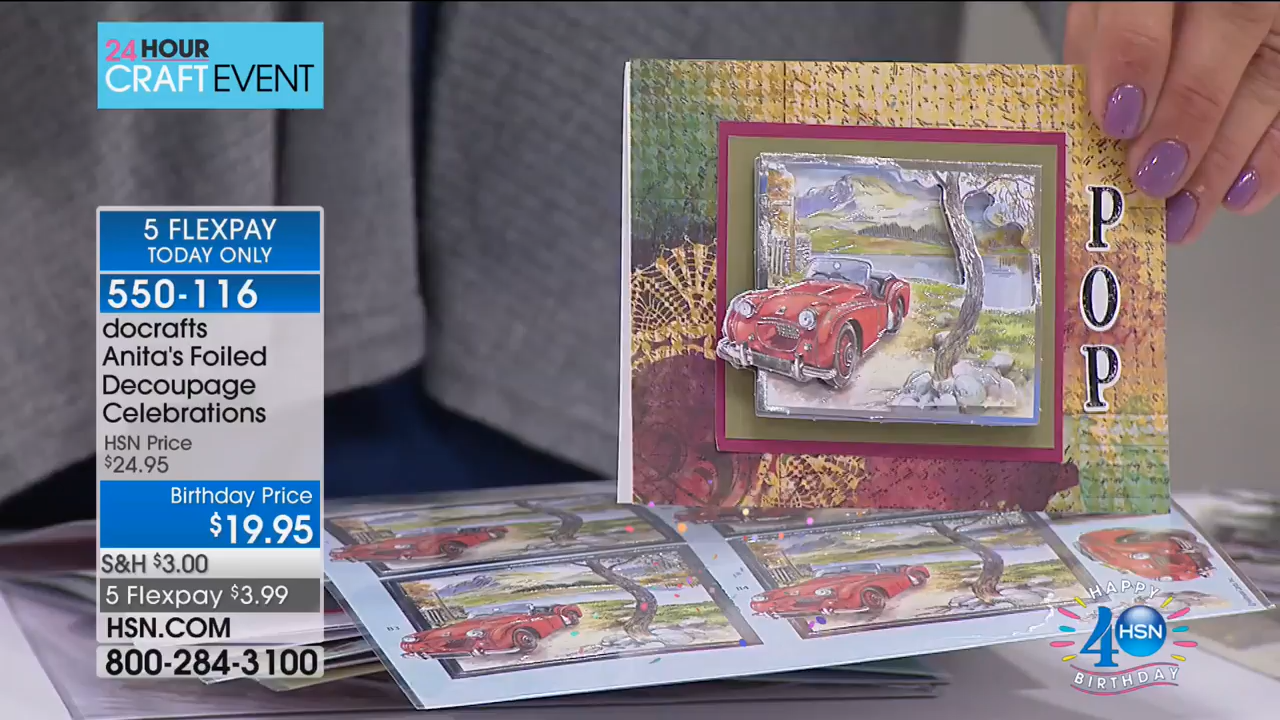 24 HOUR
CRAFT EVENT
5 FLEXPAY
TODAY ONLY
550-116
docrafts
Anita's Foiled
Decoupage
Celebrations
HSN Price
$24.95
Birthday Price
$19.95
S&H $3.00
5 Flexpay $3.99
HSN.COM
800-284-3100
POP
HAPPY
40 HSN
BIRTHDAY